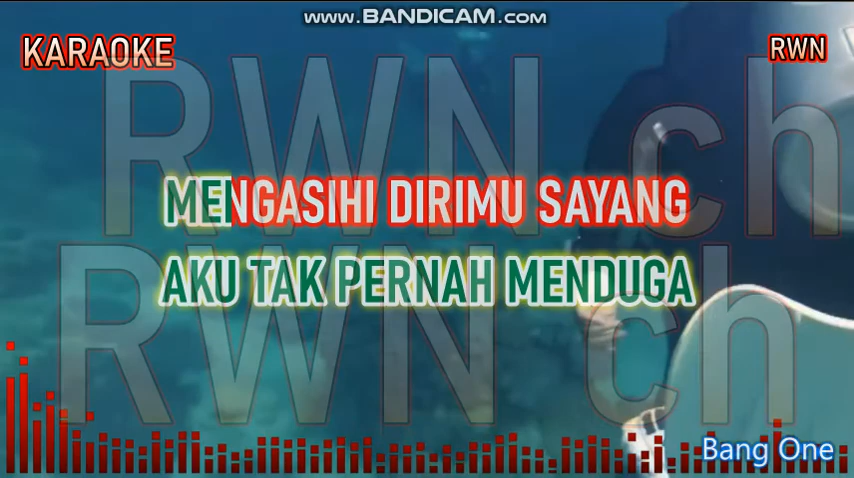 www.BANDICAM.com
KARAOKE
RWN
RWN ch
MENGASIHI DIRIMU SAYANG
AKU TAK PERNAH MENDUGA
RWN ch
Bang One